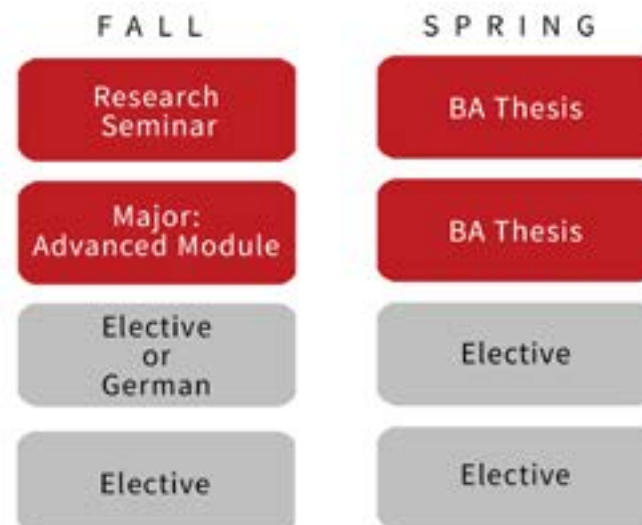 FALL
Research
Seminar
Major:
Advanced Module
Elective
or
German
Elective
SPRING
BA Thesis
BA Thesis
Elective
Elective